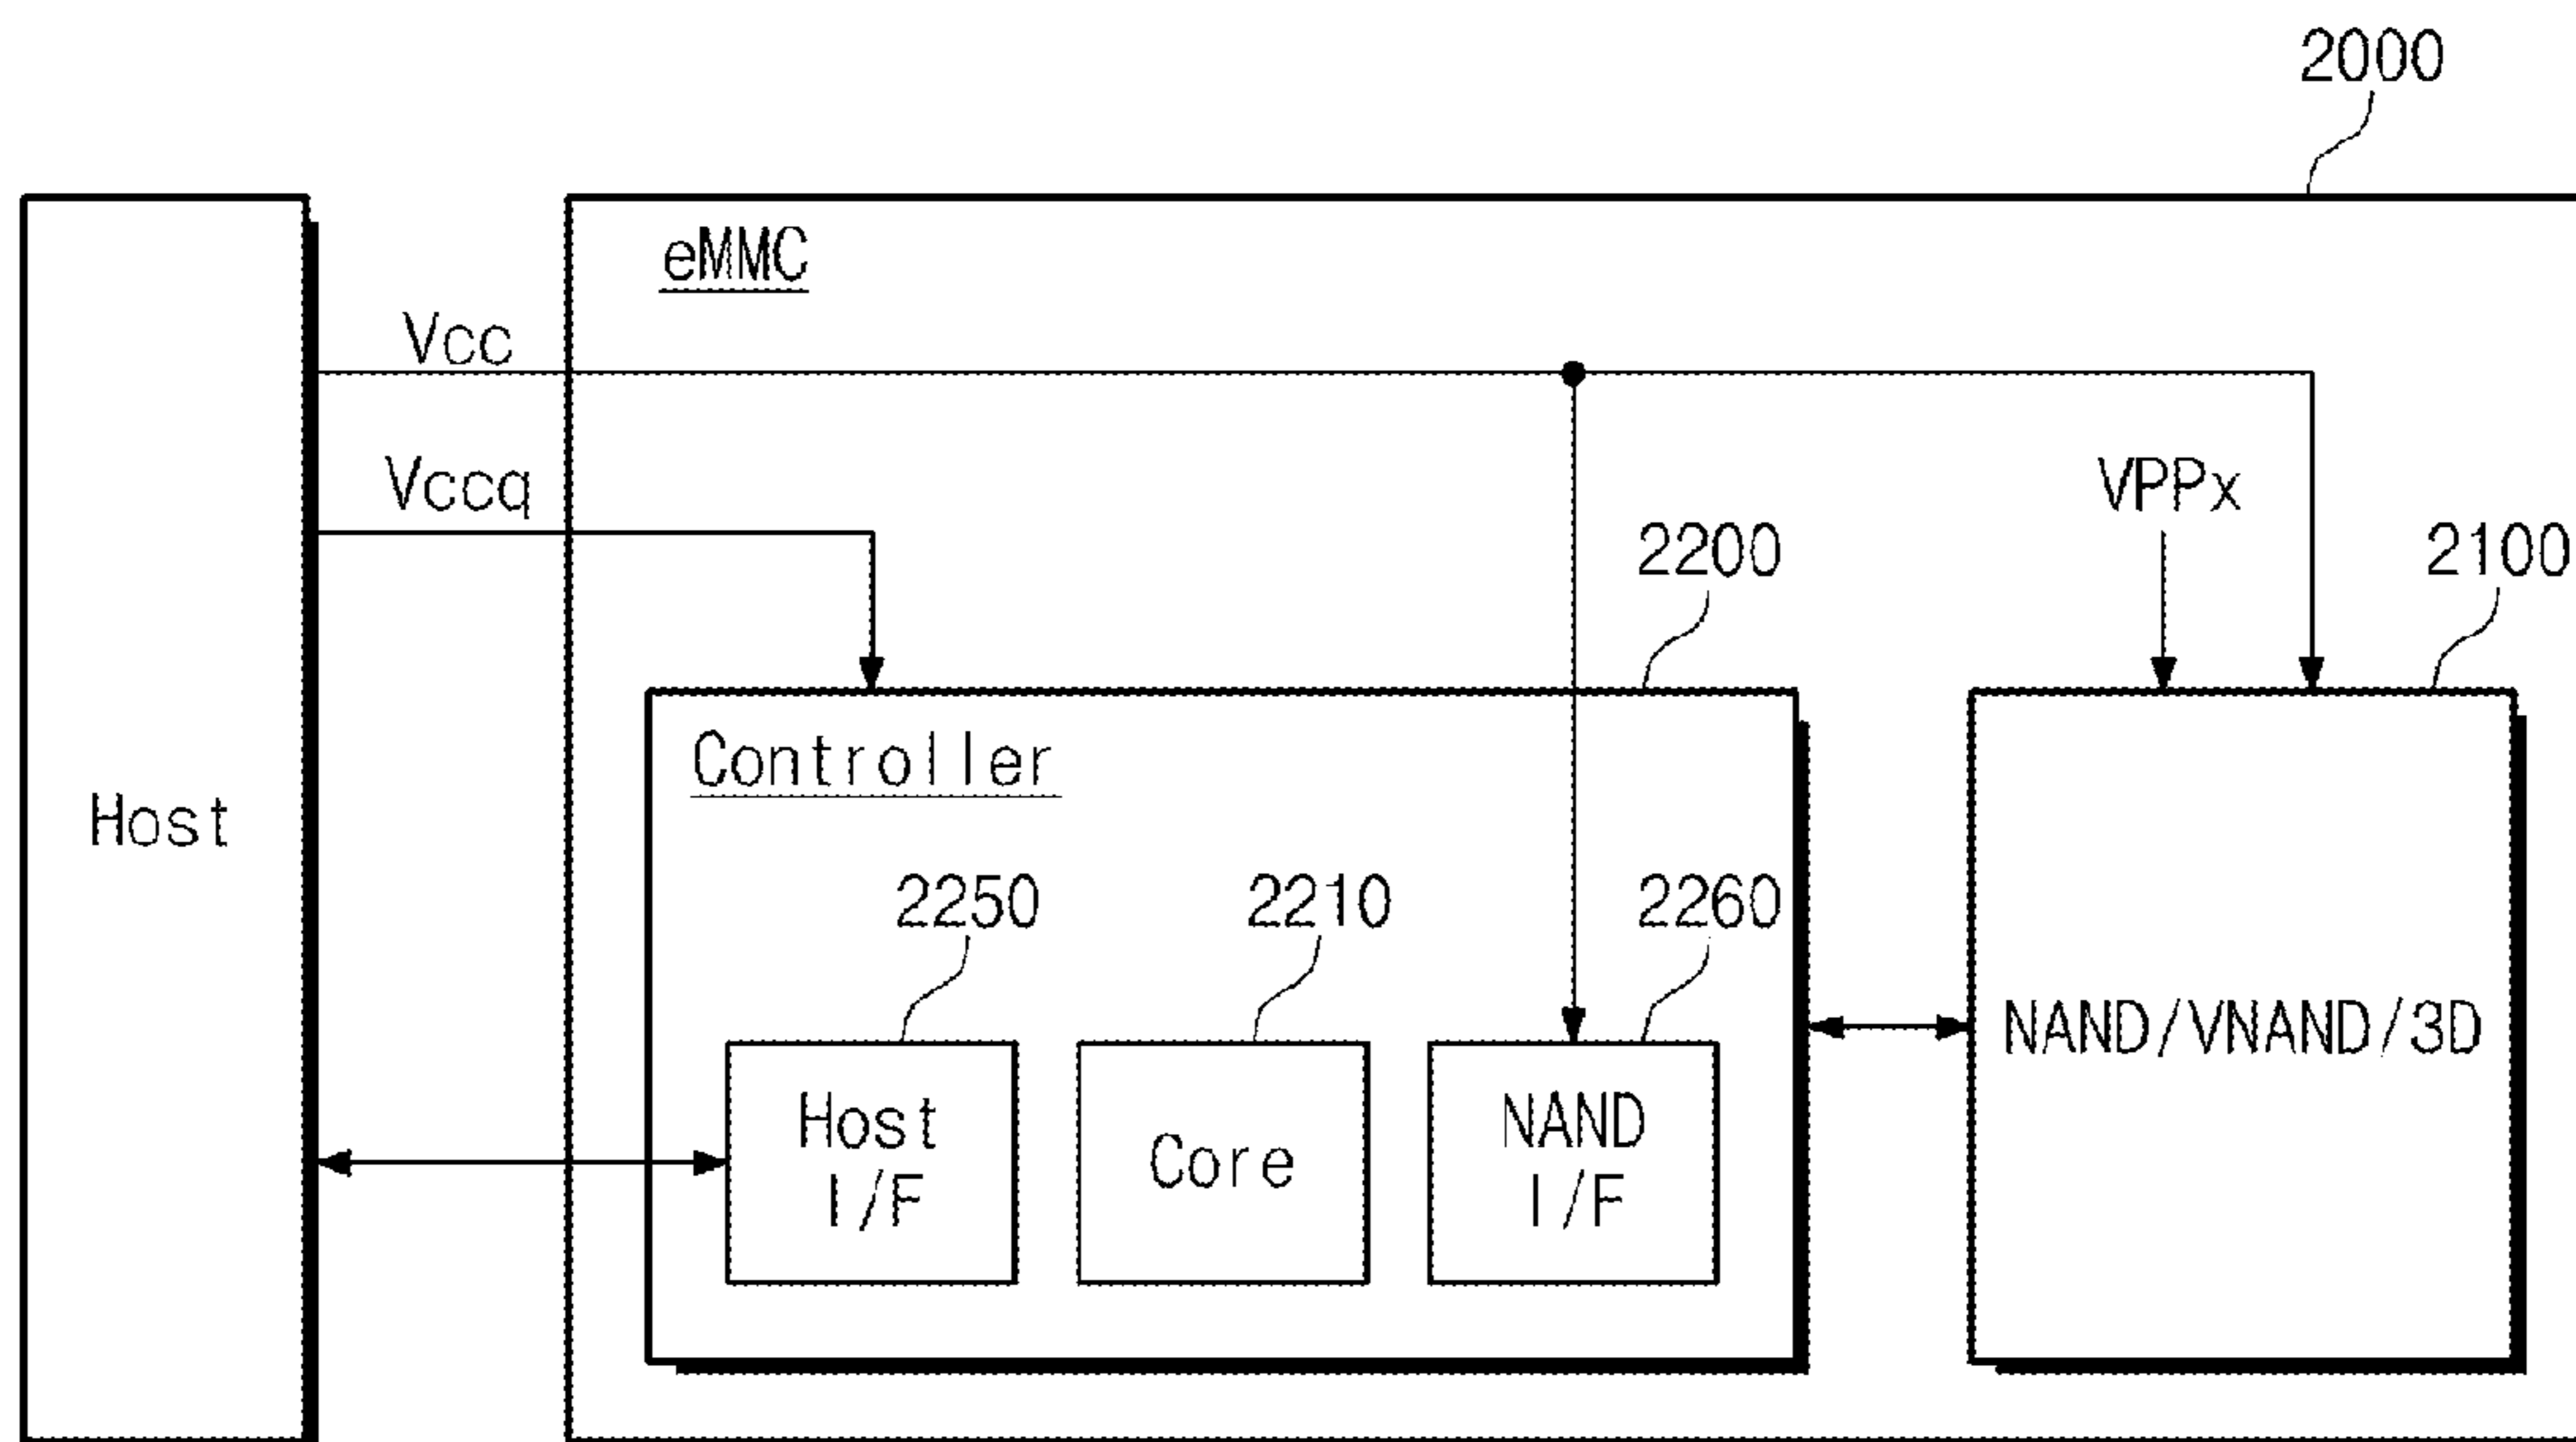 2000
eMMC
Vcc
Vccq
VPPx
2200
2100
Controller
Host
2250
2210
2260
NAND/VNAND/3D
Host
I/F
Core
NAND
I/F